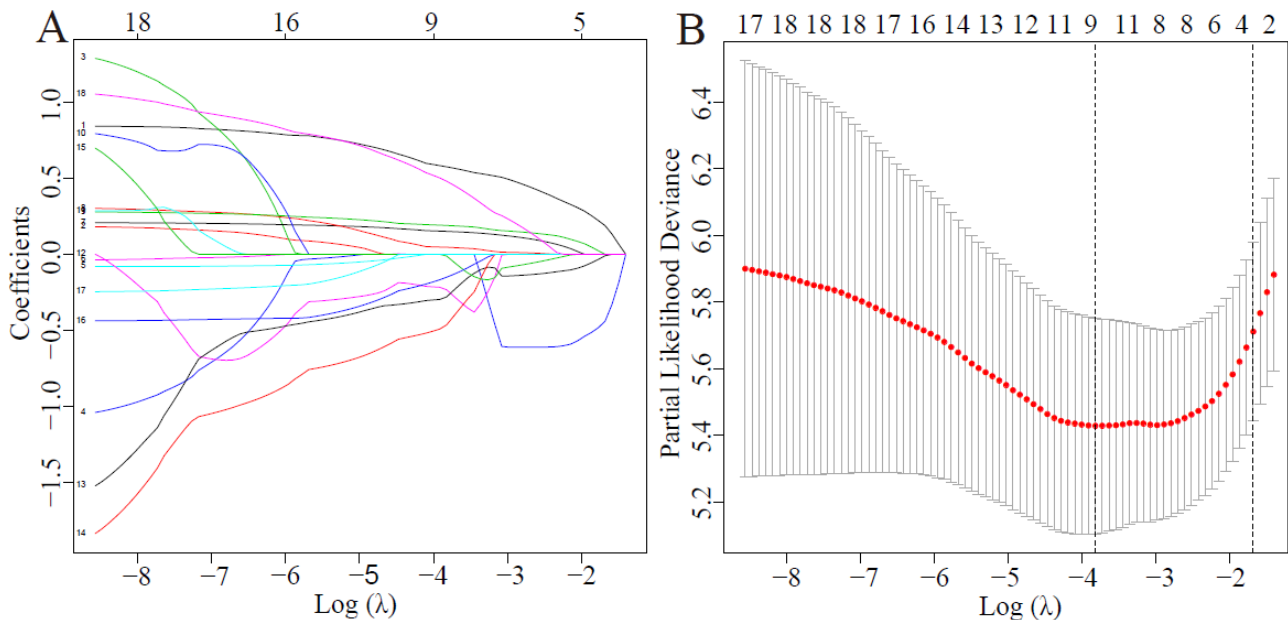 A
18 16 9 5
3
18
1
10
15
7
2
12
5
17
16
4
13
14
1.0
0.5
0.0
−0.5
−1.0
−1.5
Coefficients
−8 −7 −6 −5 −4 −3 −2
Log (λ)
B
17 18 18 18 17 16 14 13 12 11 9 11 8 8 6 4 2
6.4
6.2
6.0
5.8
5.6
5.4
5.2
Partial Likelihood Deviance
−8 −7 −6 −5 −4 −3 −2
Log (λ)